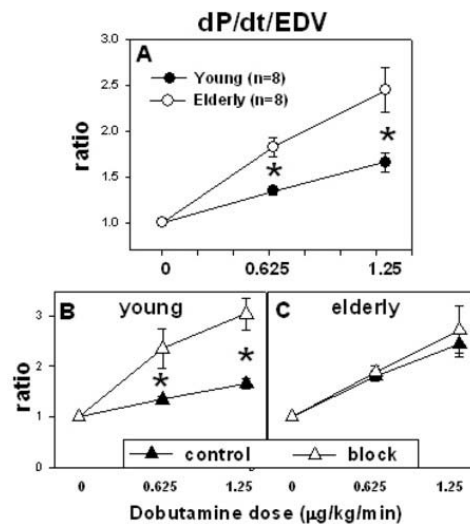 dP/dt/EDV
A
Young (n=8)
Elderly (n=8)
ratio
2.5
2.0
1.5
1.0
*
*
0 0.625 1.25
B young
C elderly
ratio
3
2
1
0
*
*
control block
0 0.625 1.25 0 0.625 1.25
Dobutamine dose (µg/kg/min)